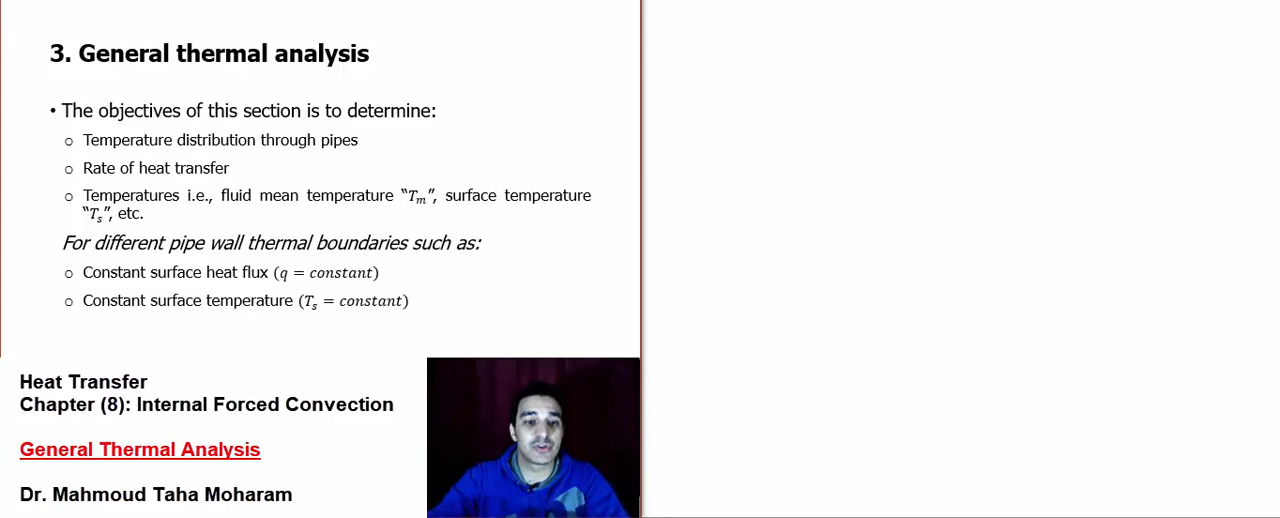 3. General thermal analysis
• The objectives of this section is to determine:
o Temperature distribution through pipes
o Rate of heat transfer
o Temperatures i.e., fluid mean temperature "Tₘ", surface temperature
"Tₛ", etc.
For different pipe wall thermal boundaries such as:
o Constant surface heat flux (q = constant)
o Constant surface temperature (Tₛ = constant)
Heat Transfer
Chapter (8): Internal Forced Convection
General Thermal Analysis
Dr. Mahmoud Taha Moharam